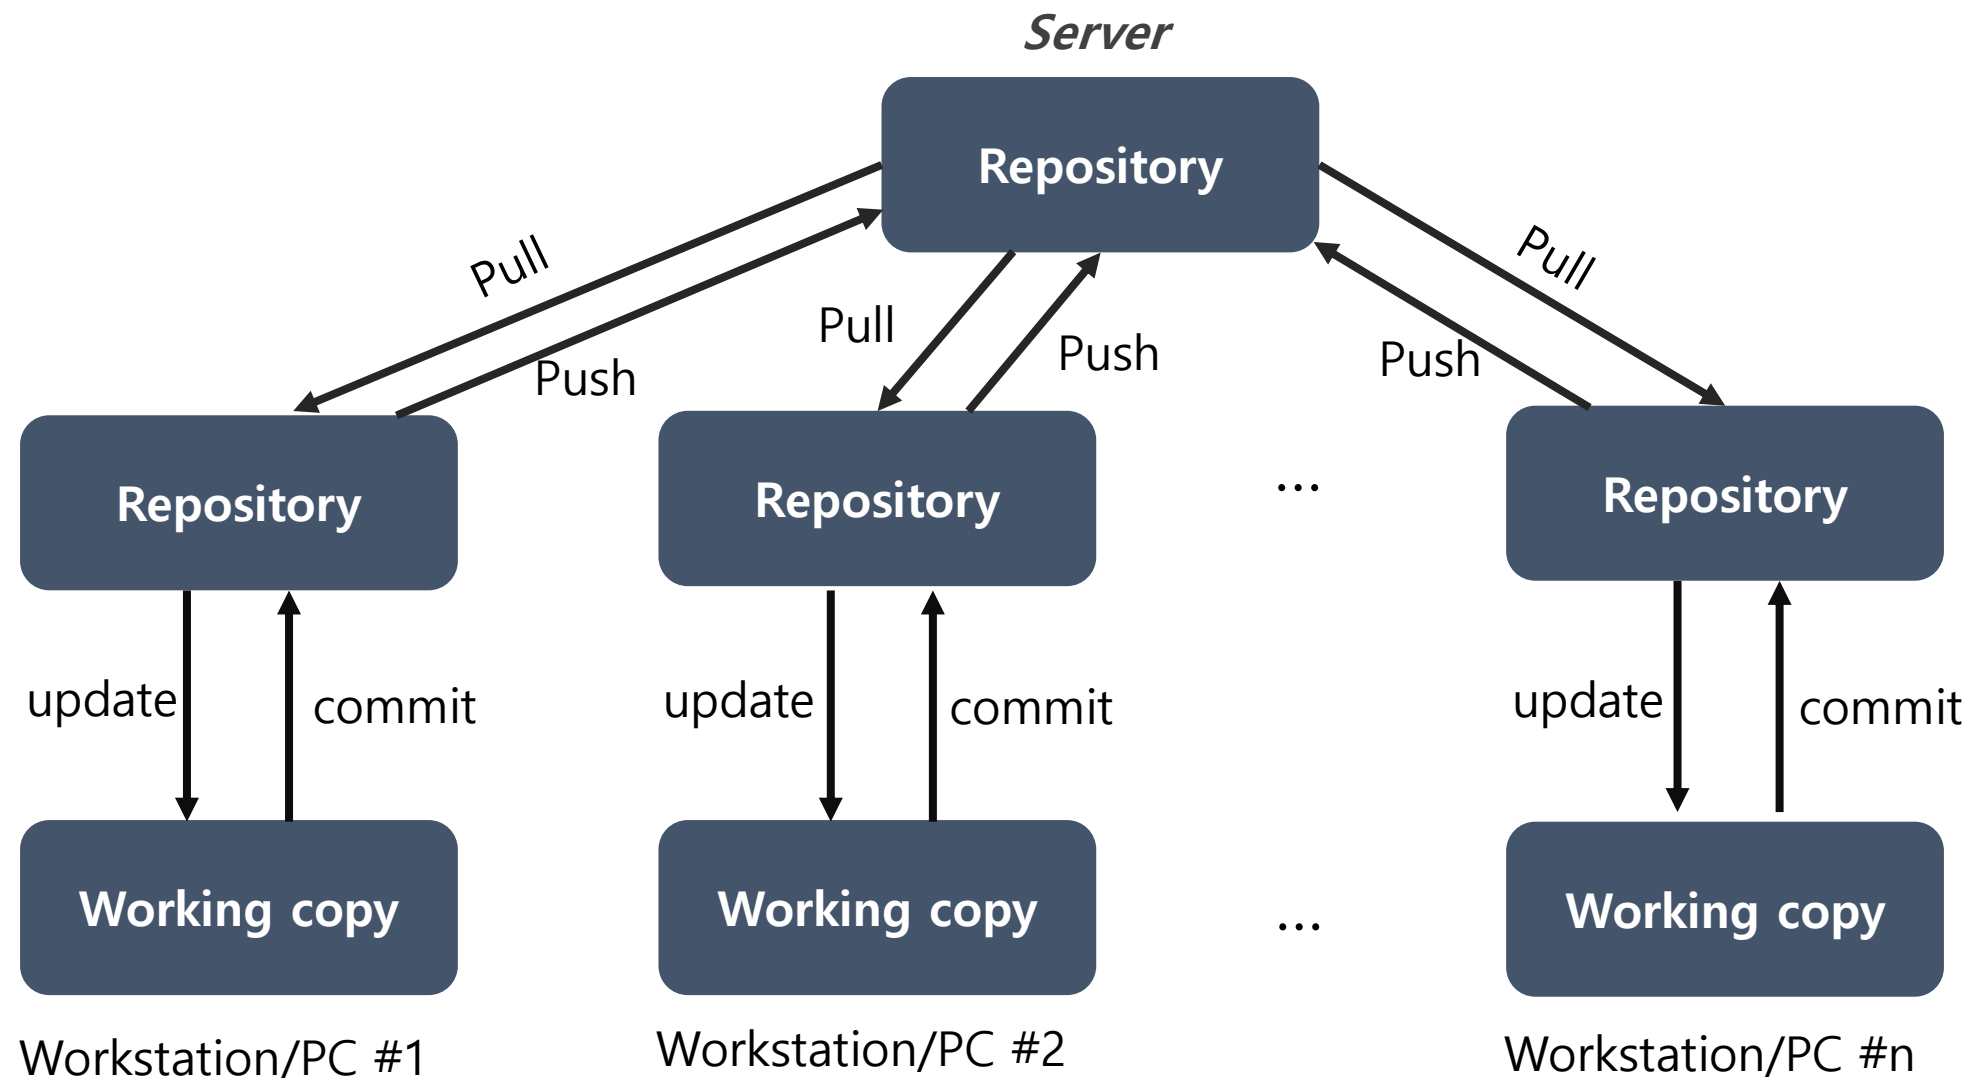 Server
Repository
Pull
Push
Pull
Push
Pull
Push
Repository
Repository
...
Repository
update
commit
update
commit
update
commit
Working copy
Working copy
...
Working copy
Workstation/PC #1
Workstation/PC #2
Workstation/PC #n